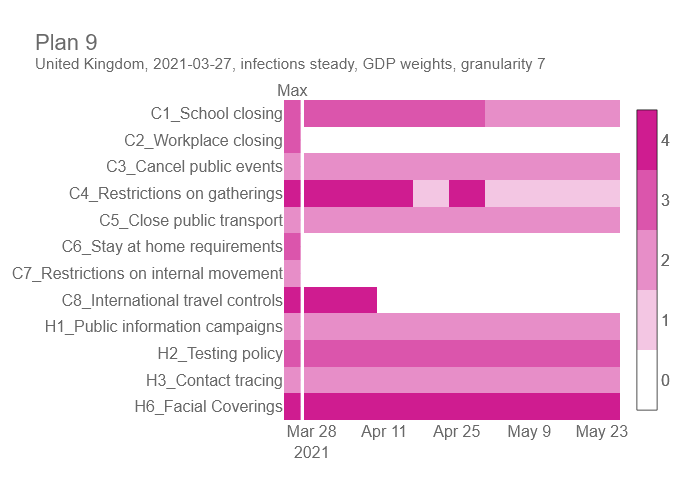 Plan 9
United Kingdom, 2021-03-27, infections steady, GDP weights, granularity 7
Max
C1_School closing
C2_Workplace closing
C3_Cancel public events
C4_Restrictions on gatherings
C5_Close public transport
C6_Stay at home requirements
C7_Restrictions on internal movement
C8_International travel controls
H1_Public information campaigns
H2_Testing policy
H3_Contact tracing
H6_Facial Coverings
4
3
2
1
0
Mar 28 Apr 11 Apr 25 May 9 May 23
2021